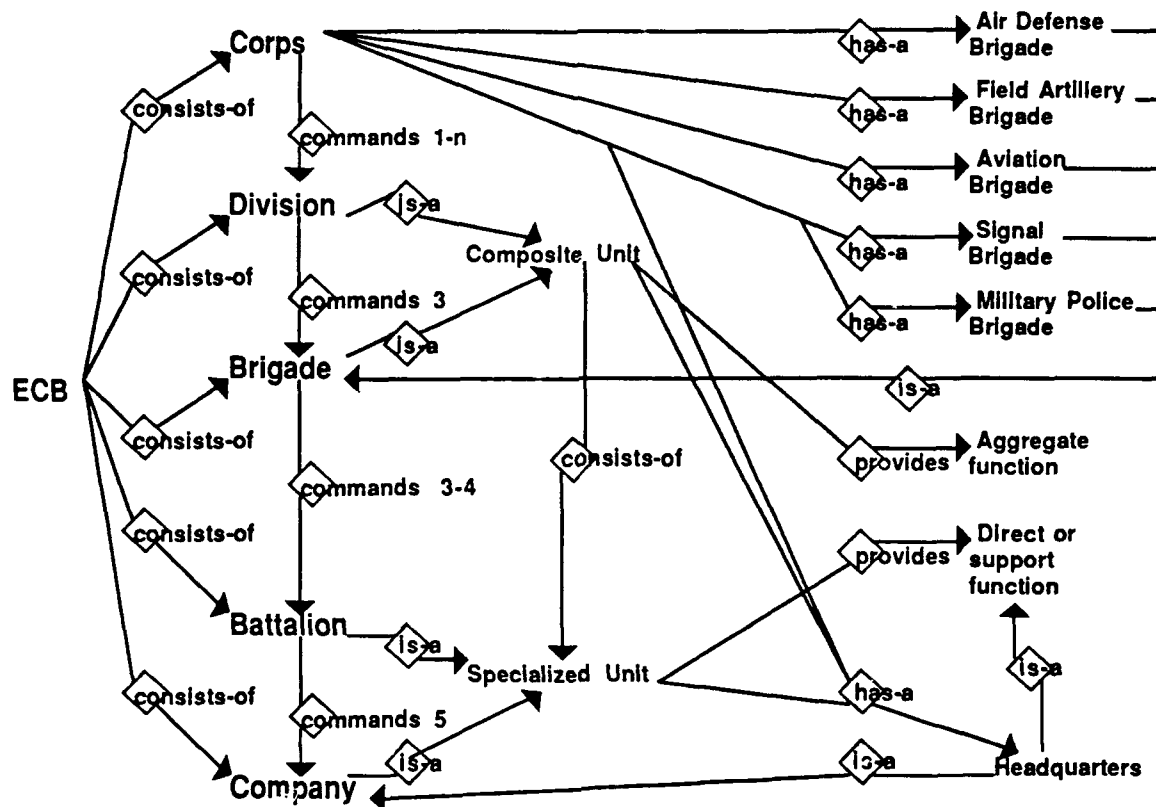 Corps
has-a
Air Defense
Brigade
consists-of
has-a
Field Artillery
Brigade
commands 1-n
has-a
Aviation
Brigade
Division
is-a
has-a
Signal
Brigade
Composite Unit
consists-of
commands 3
has-a
Military Police
Brigade
is-a
Brigade
is-a
ECB
consists-of
consists-of
provides
Aggregate
function
commands 3-4
consists-of
provides
Direct or
support
function
Battalion
is-a
Specialized Unit
is-a
consists-of
has-a
commands 5
is-a
is-a
Headquarters
Company